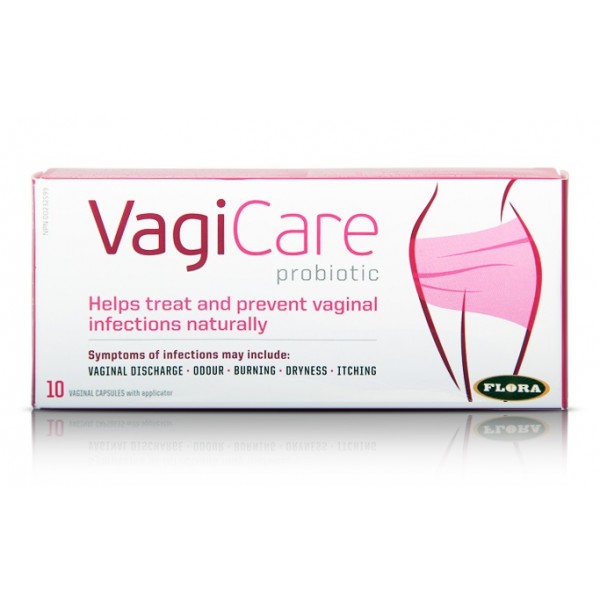 VagiCare
probiotic
Helps treat and prevent vaginal
infections naturally
Symptoms of infections may include:
VAGINAL DISCHARGE · ODOUR · BURNING · DRYNESS · ITCHING
10 VAGINAL CAPSULES with applicator
FLORA